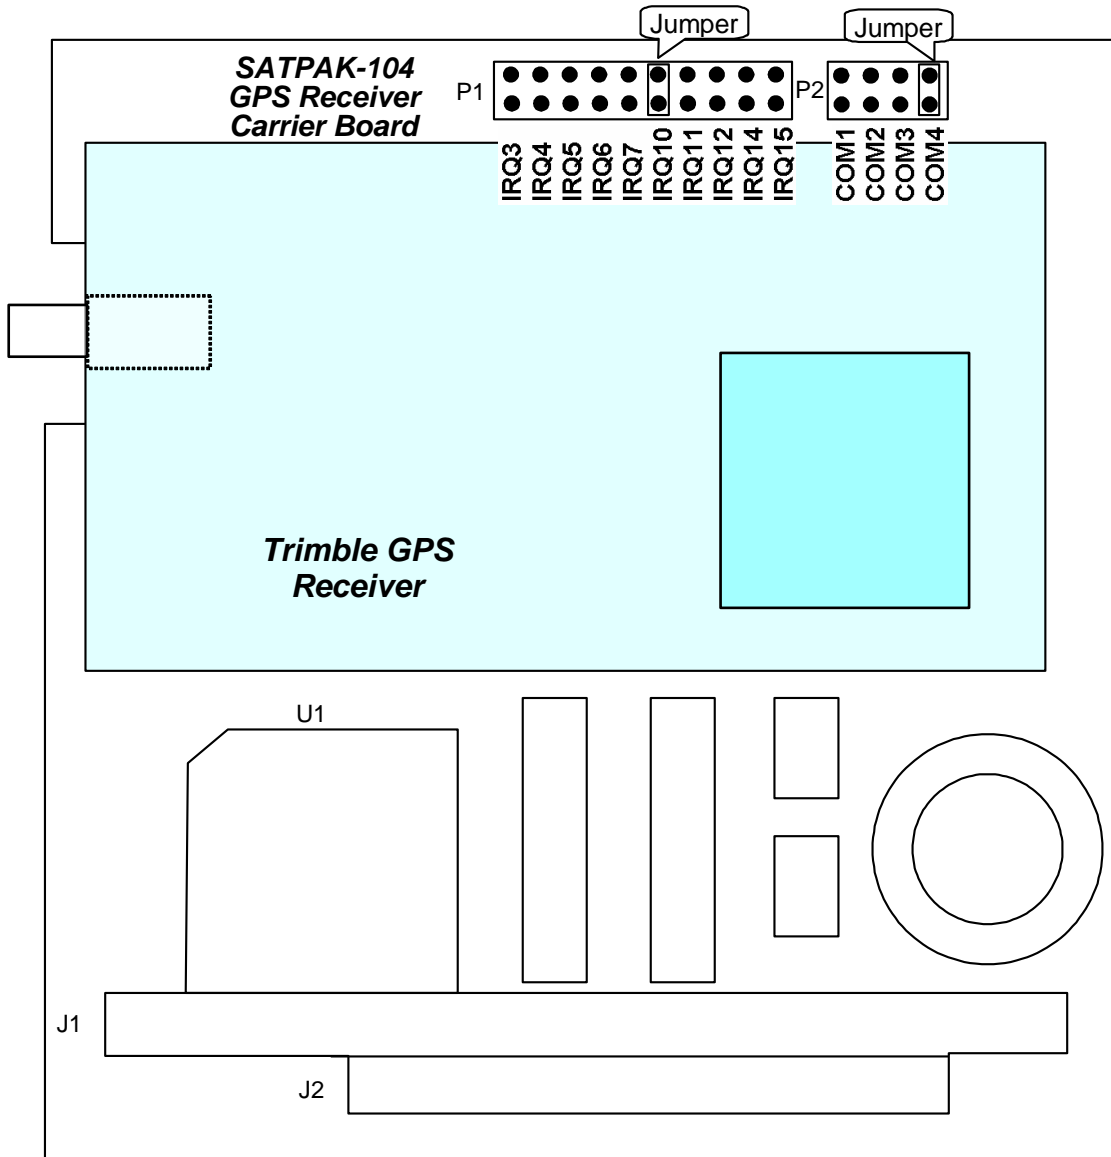 Jumper
Jumper
SATPAK-104
GPS Receiver
Carrier Board
P1
P2
IRQ3
IRQ4
IRQ5
IRQ6
IRQ7
IRQ10
IRQ11
IRQ12
IRQ14
IRQ15
COM1
COM2
COM3
COM4
Trimble GPS
Receiver
U1
J1
J2